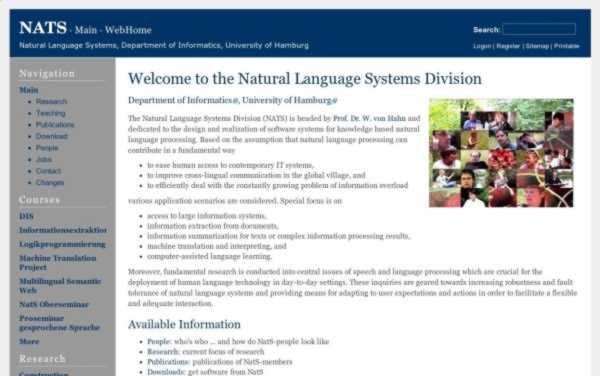 NATS - Main - WebHome
Search:
Natural Language Systems, Department of Informatics, University of Hamburg
Logon | Register | Sitemap | Printable
Navigation
Main
Research
Teaching
Publications
Download
People
Jobs
Contact
Changes
Courses
DIS
Informationsextraktion
Logikprogrammierung
Machine Translation
Project
Multilingual Semantic
Web
NatS Oberseminar
Proseminar
gesprochene Sprache
More
Research
Construction
Welcome to the Natural Language Systems Division
Department of Informatics, University of Hamburg
The Natural Language Systems Division (NATS) is headed by Prof. Dr. W. von Hahn and
dedicated to the design and realization of software systems for knowledge based natural
language processing. Based on the assumption that natural language processing can
contribute in a fundamental way
to ease human access to contemporary IT systems,
to improve cross-lingual communication in the global village, and
to efficiently deal with the constantly growing problem of information overload
various application scenarios are considered. Special focus is on
access to large information systems,
information extraction from documents,
information summarization for texts or complex information processing results,
machine translation and interpreting, and
computer-assisted language learning.
Moreover, fundamental research is conducted into central issues of speech and language processing which are crucial for the
deployment of human language technology in day-to-day settings. These inquiries are geared towards increasing robustness and fault
tolerance of natural language systems and providing means for adapting to user expectations and actions in order to facilitate a flexible
and adequate interaction.
Available Information
People: who's who ... and how do NatS-people look like
Research: current focus of research
Publications: publications of NatS-members
Downloads: get software from NatS